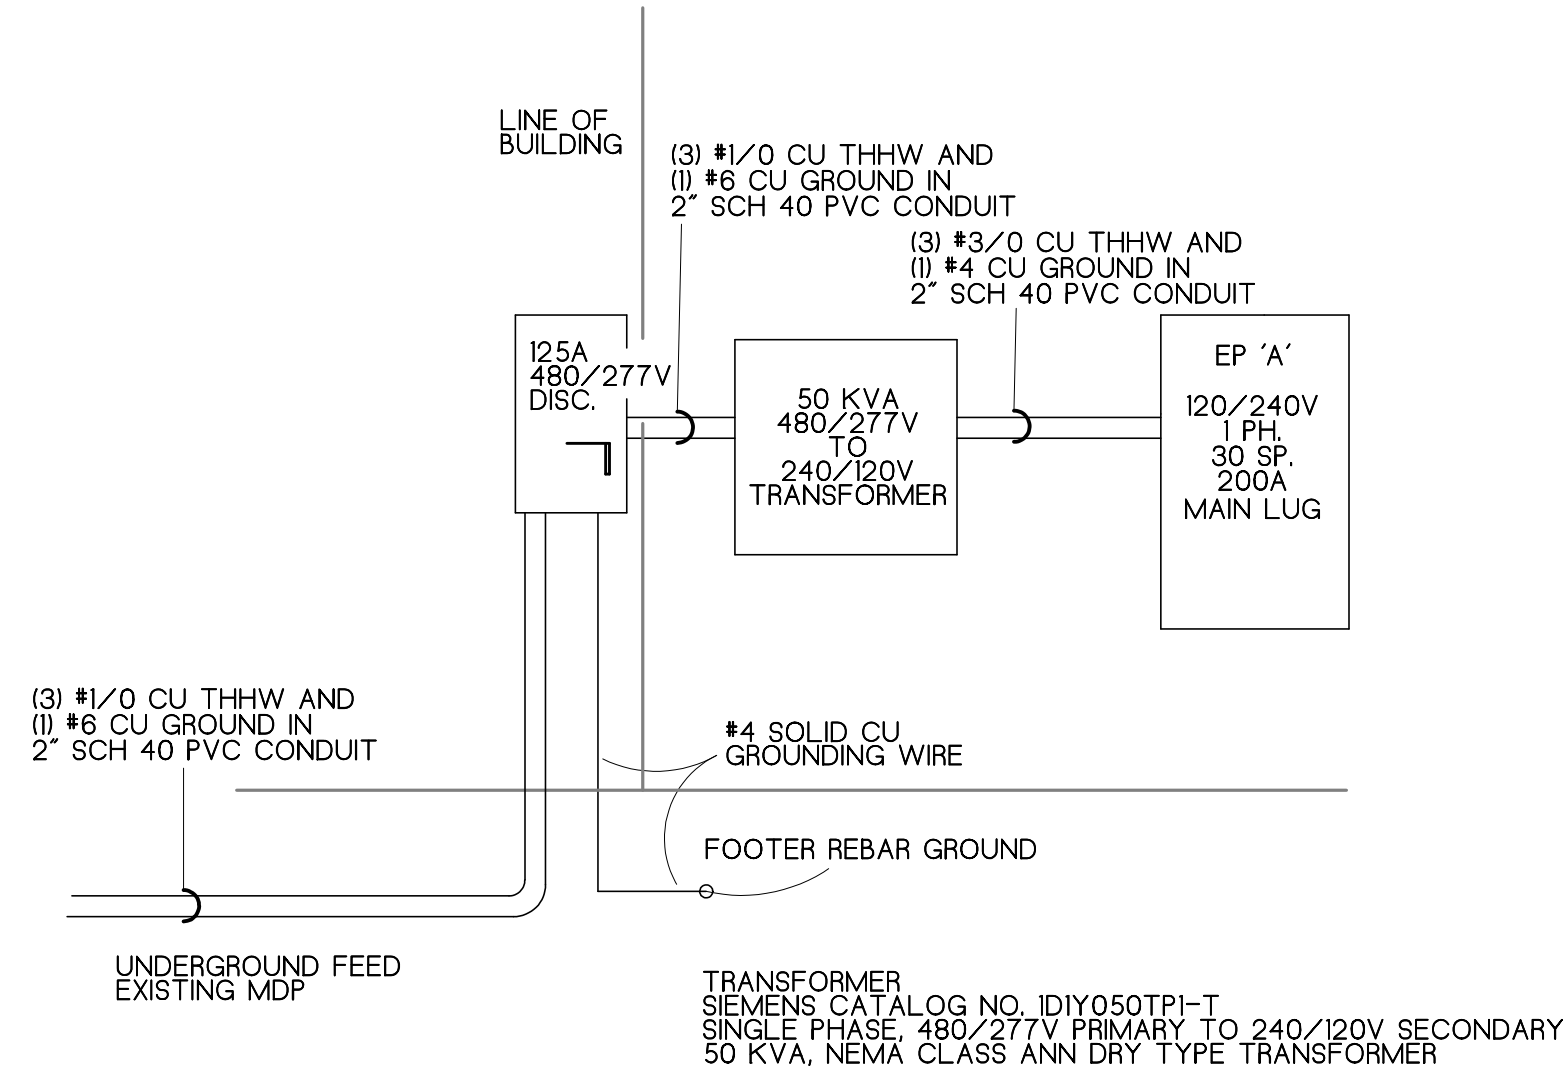 LINE OF
BUILDING
(3) #1/0 CU THHW AND
(1) #6 CU GROUND IN
2" SCH 40 PVC CONDUIT
(3) #3/0 CU THHW AND
(1) #4 CU GROUND IN
2" SCH 40 PVC CONDUIT
125A
480/277V
DISC.
50 KVA
480/277V
TO
240/120V
TRANSFORMER
EP 'A'
120/240V
1 PH.
30 SP.
200A
MAIN LUG
(3) #1/0 CU THHW AND
(1) #6 CU GROUND IN
2" SCH 40 PVC CONDUIT
#4 SOLID CU
GROUNDING WIRE
FOOTER REBAR GROUND
UNDERGROUND FEED
EXISTING MDP
TRANSFORMER
SIEMENS CATALOG NO. 1D1Y050TP1-T
SINGLE PHASE, 480/277V PRIMARY TO 240/120V SECONDARY
50 KVA, NEMA CLASS ANN DRY TYPE TRANSFORMER